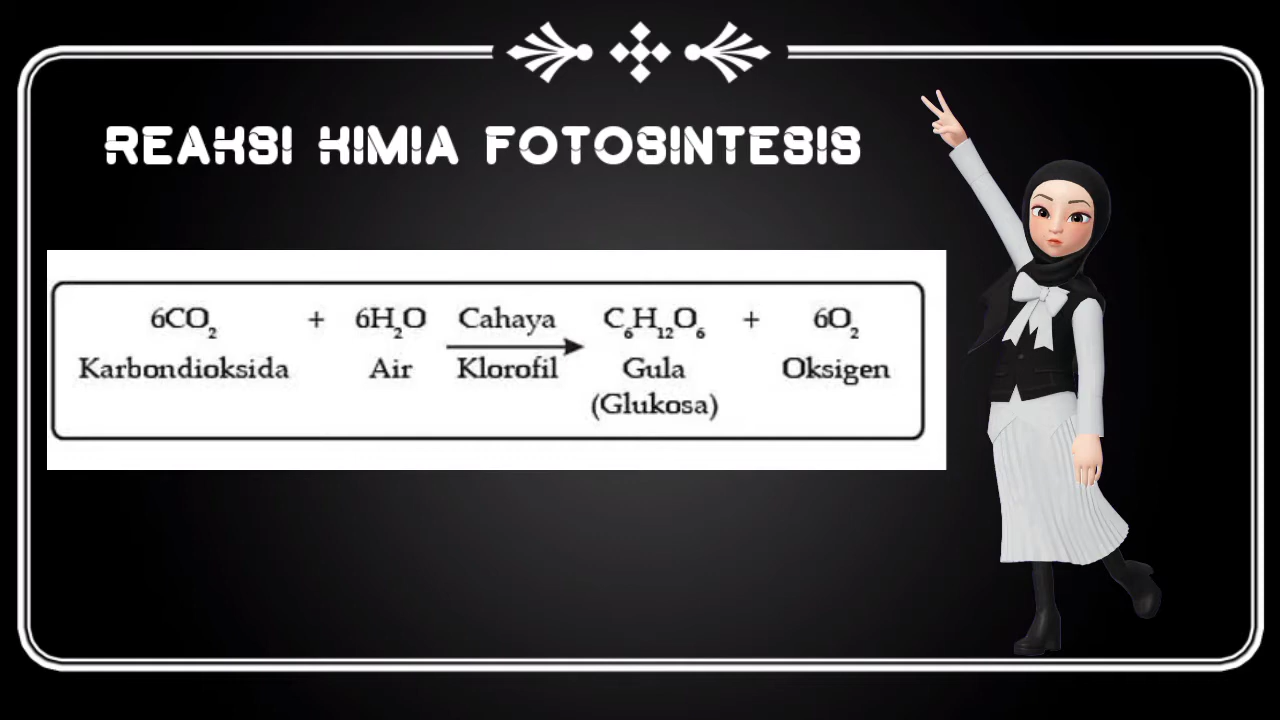 REAKSI KIMIA FOTOSINTESIS
6CO₂ + 6H₂O Cahaya C₆H₁₂O₆ + 6O₂
Karbondioksida Air Klorofil Gula Oksigen
(Glukosa)